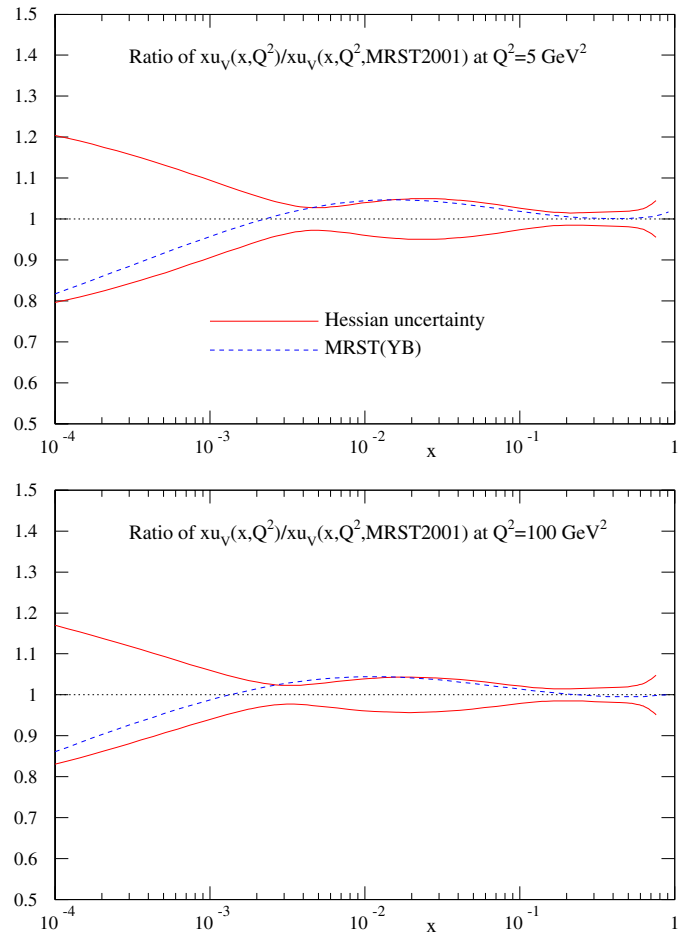 1.5
Ratio of xu_V(x,Q^2)/xu_V(x,Q^2,MRST2001) at Q^2=5 GeV^2
1.4
1.3
1.2
1.1
1
0.9
0.8
Hessian uncertainty
0.7
MRST(YB)
0.6
0.5
10^-4 10^-3 10^-2 10^-1 1
x
1.5
Ratio of xu_V(x,Q^2)/xu_V(x,Q^2,MRST2001) at Q^2=100 GeV^2
1.4
1.3
1.2
1.1
1
0.9
0.8
0.7
0.6
0.5
10^-4 10^-3 10^-2 10^-1 1
x